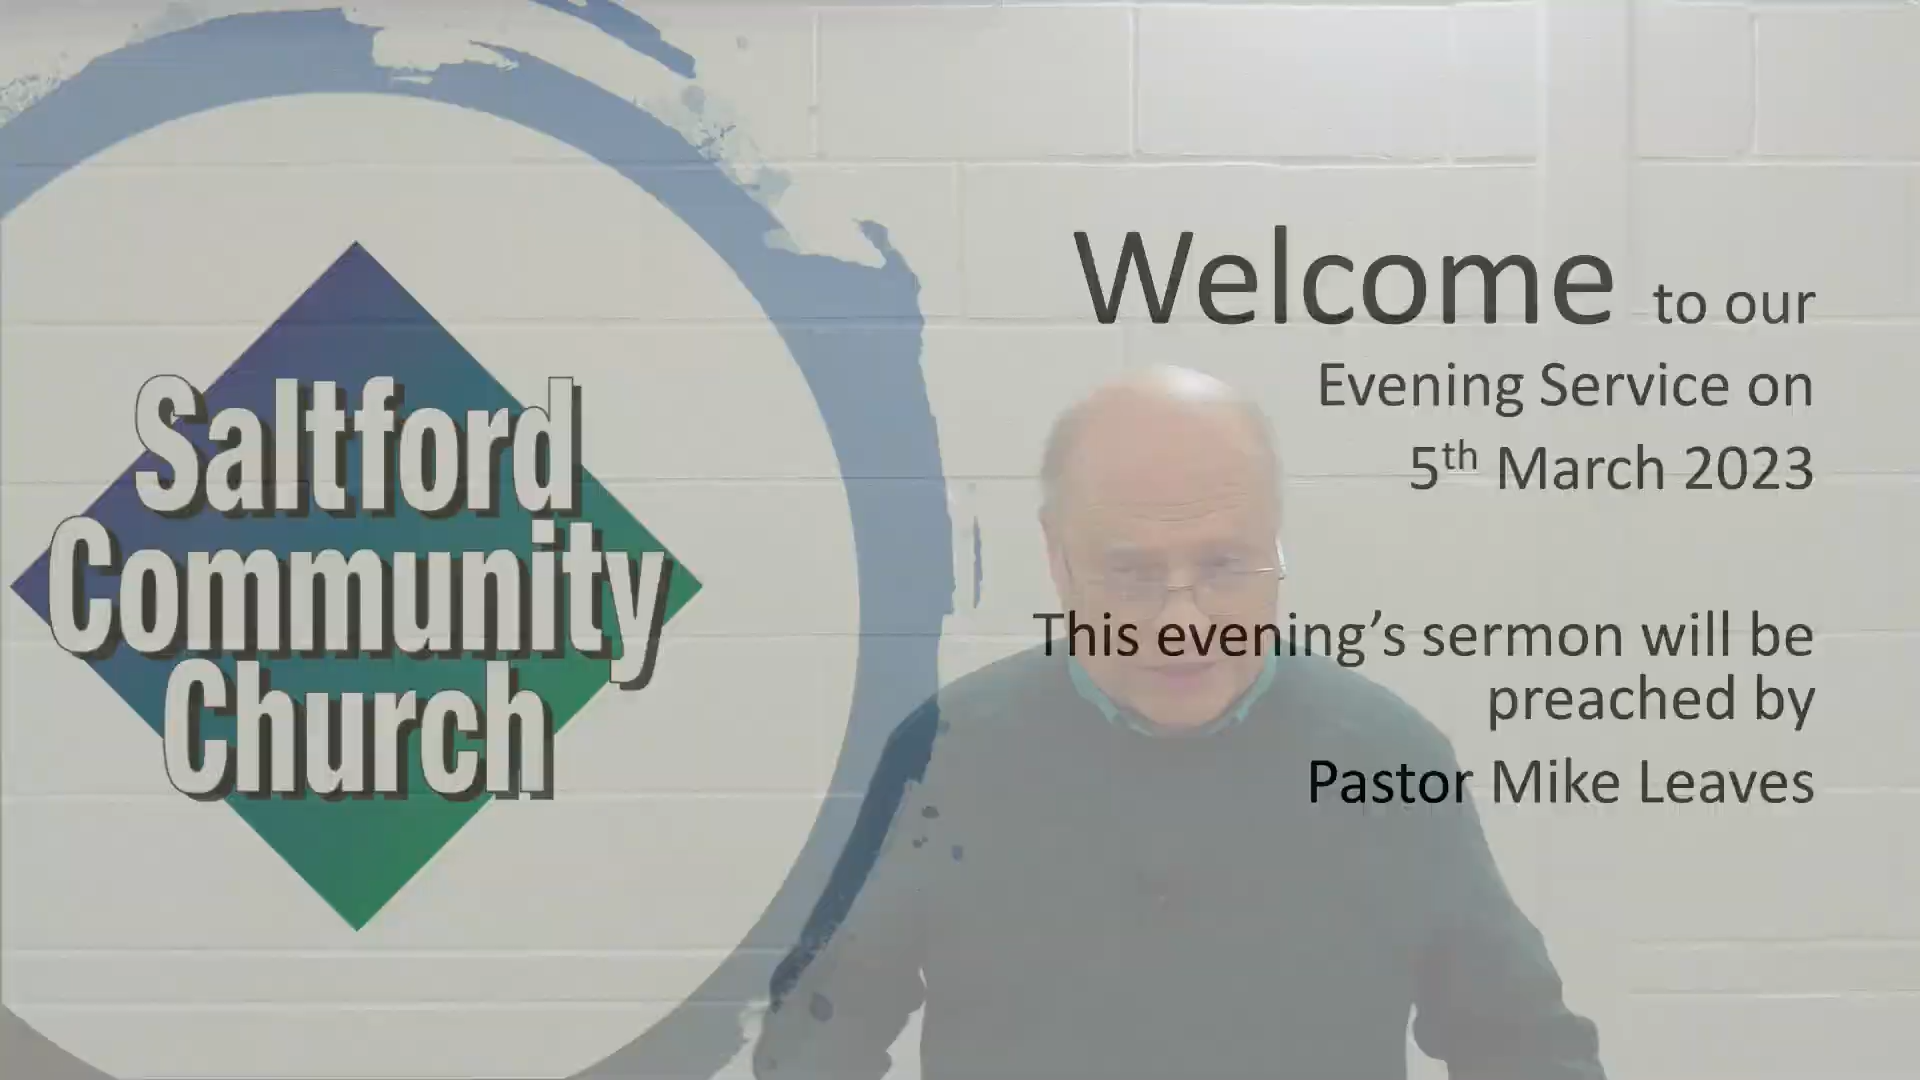 Saltford
Community
Church
Welcome to our
Evening Service on
5th March 2023
This evening’s sermon will be
preached by
Pastor Mike Leaves